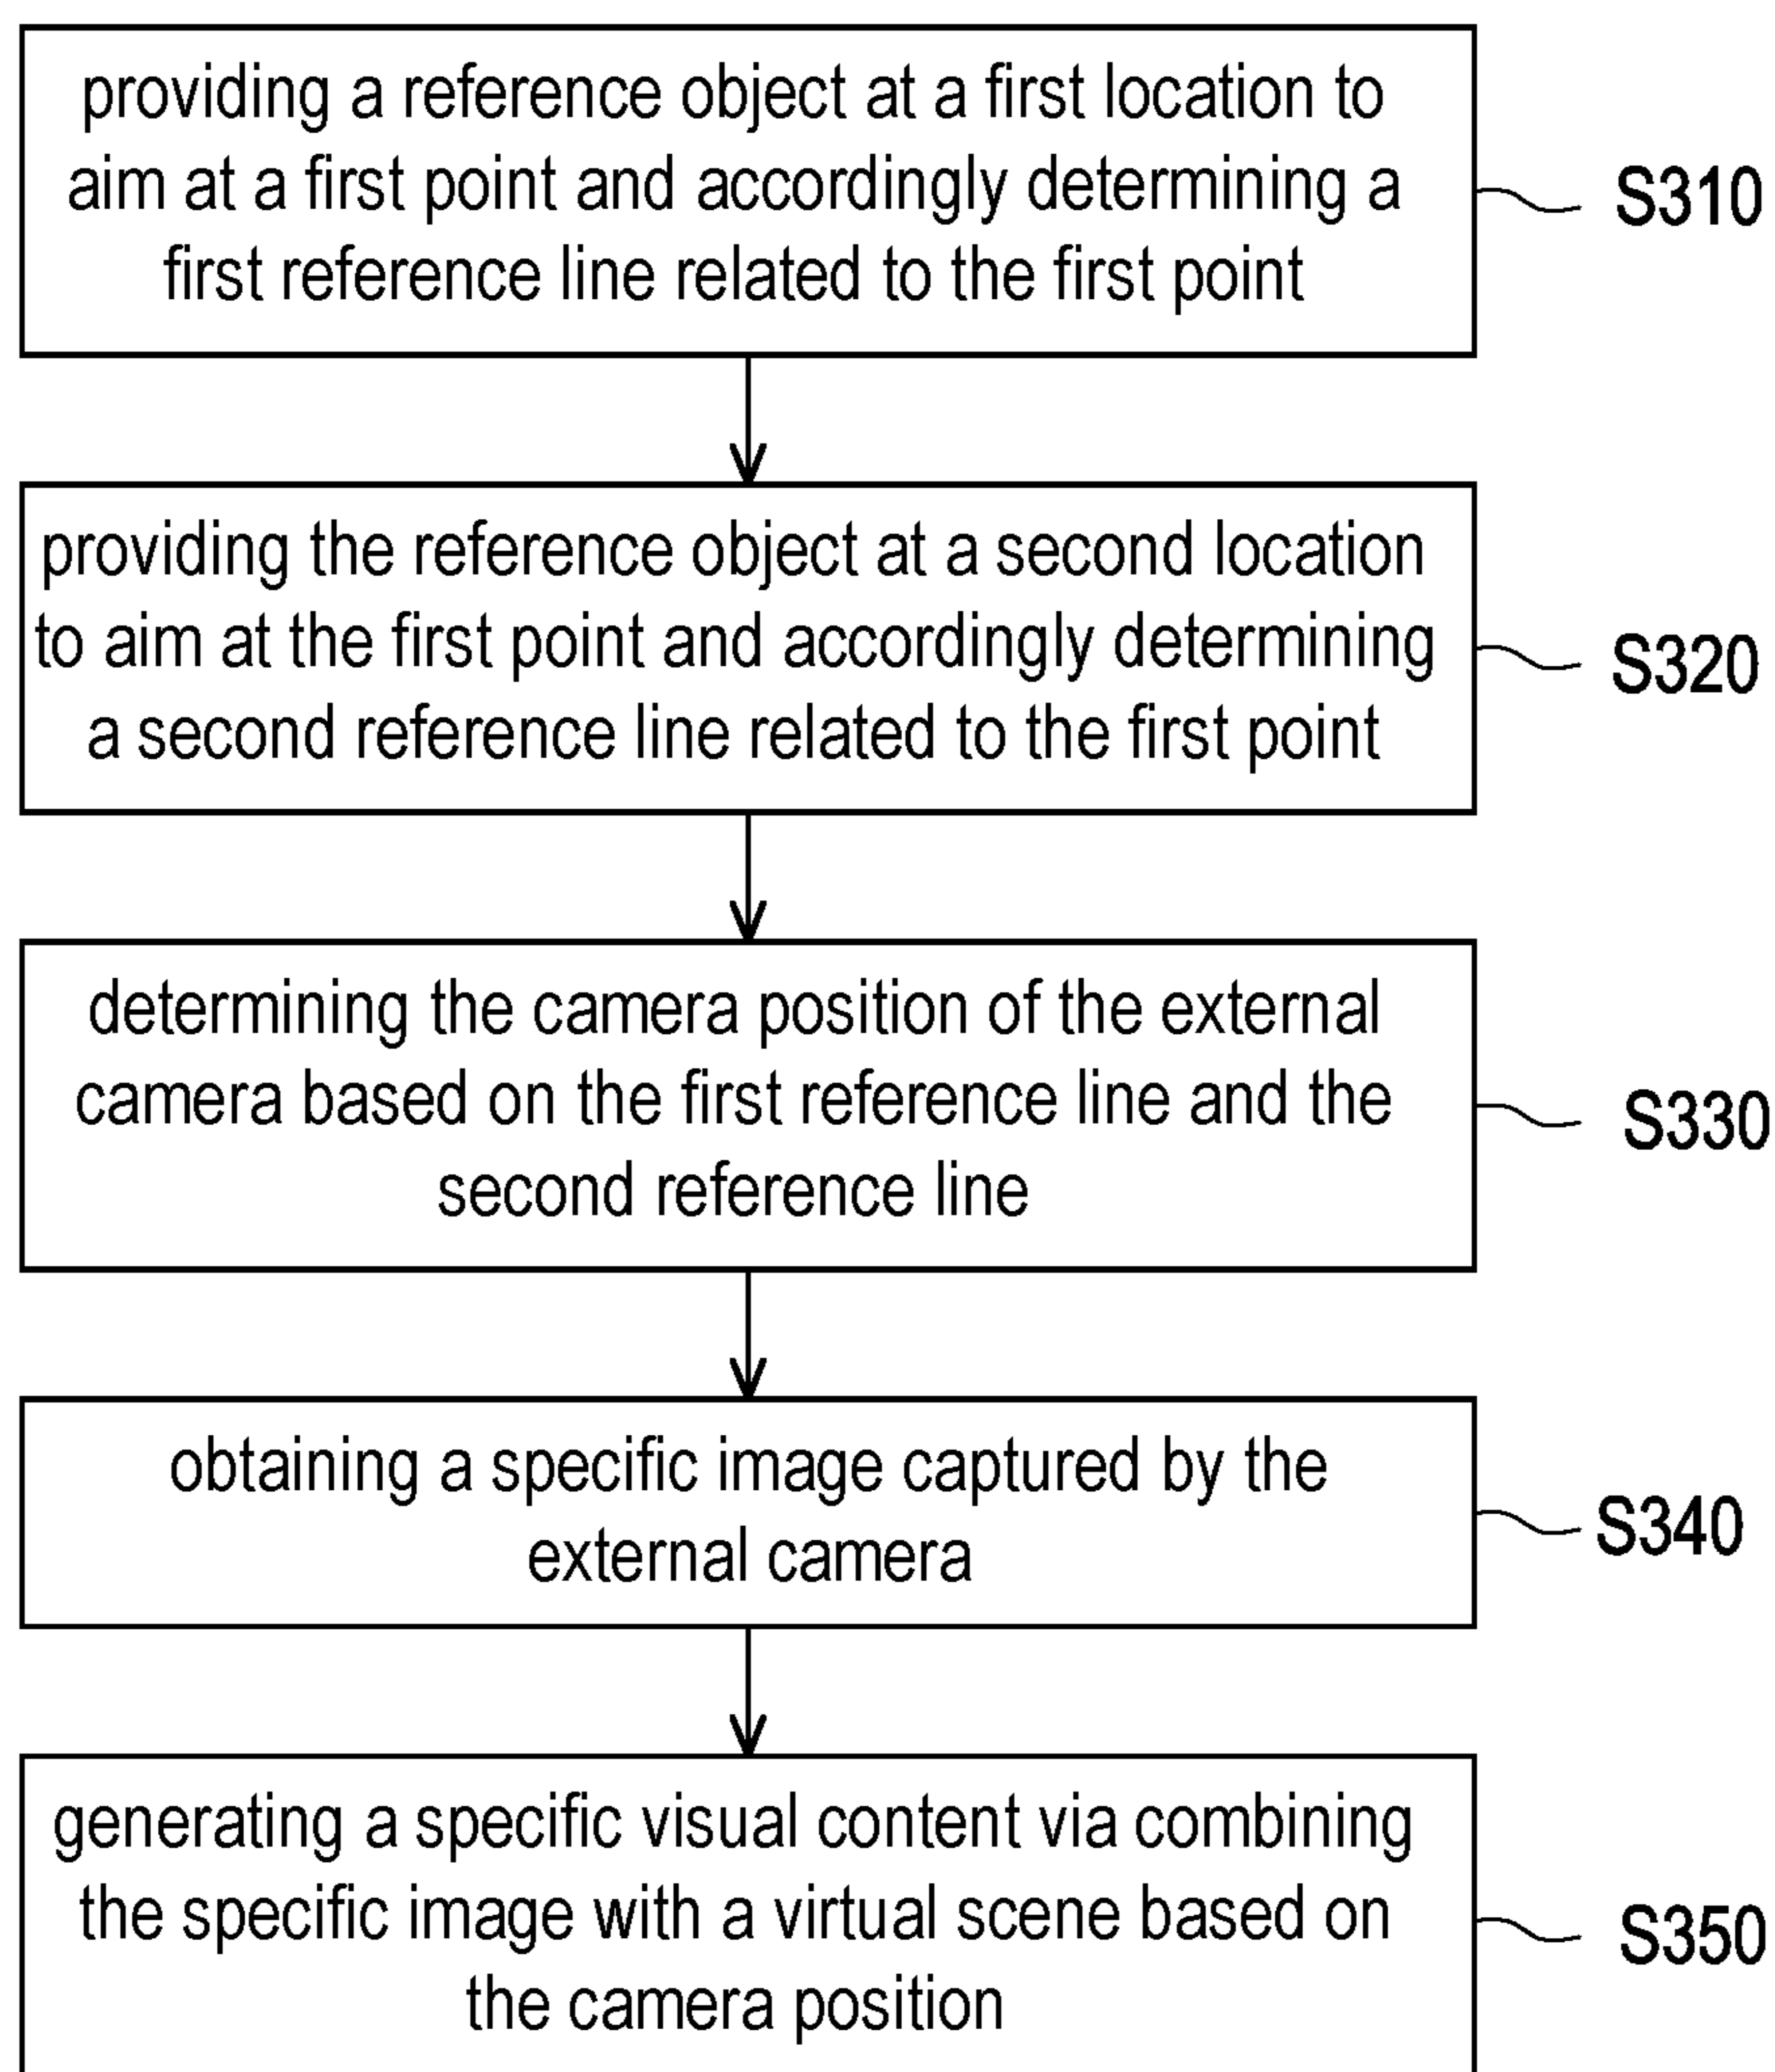 providing a reference object at a first location to
aim at a first point and accordingly determining a
first reference line related to the first point
S310
providing the reference object at a second location
to aim at the first point and accordingly determining
a second reference line related to the first point
S320
determining the camera position of the external
camera based on the first reference line and the
second reference line
S330
obtaining a specific image captured by the
external camera
S340
generating a specific visual content via combining
the specific image with a virtual scene based on
the camera position
S350